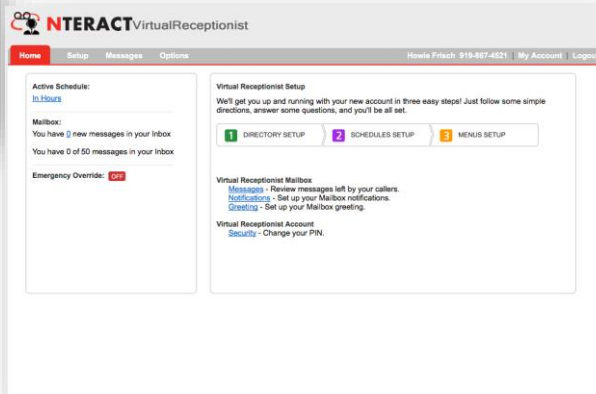 NTERACTVirtualReceptionist
Home Setup Messages Options Howie Frisch 919-867-4521 | My Account | Logou
Active Schedule:
In Hours
Mailbox:
You have 0 new messages in your Inbox
You have 0 of 50 messages in your Inbox
Emergency Override: OFF
Virtual Receptionist Setup
We'll get you up and running with your new account in three easy steps! Just follow some simple
directions, answer some questions, and you'll be all set.
1 DIRECTORY SETUP 2 SCHEDULES SETUP 3 MENUS SETUP
Virtual Receptionist Mailbox
Messages - Review messages left by your callers.
Notifications - Set up your Mailbox notifications.
Greeting - Set up your Mailbox greeting.
Virtual Receptionist Account
Security - Change your PIN.